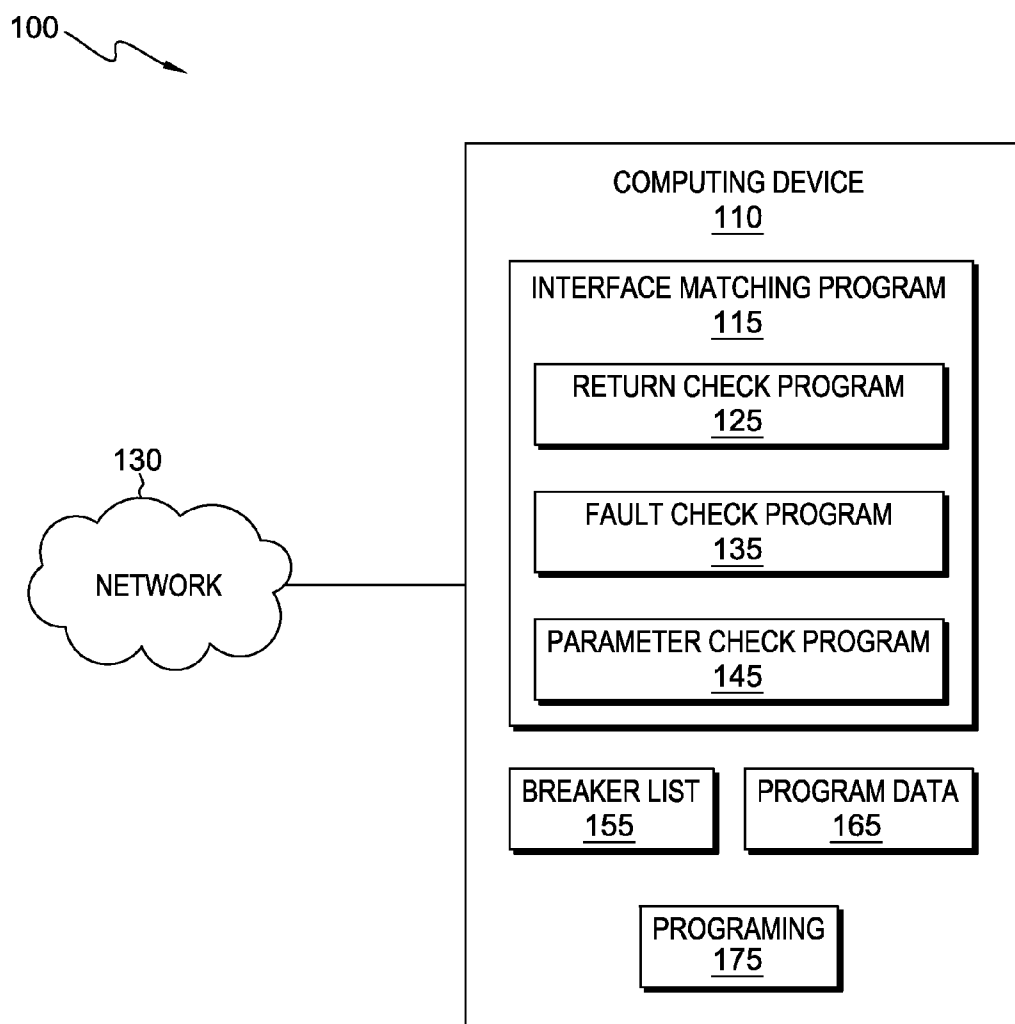 100
COMPUTING DEVICE
110
INTERFACE MATCHING PROGRAM
115
RETURN CHECK PROGRAM
125
FAULT CHECK PROGRAM
135
PARAMETER CHECK PROGRAM
145
130
NETWORK
BREAKER LIST
155
PROGRAM DATA
165
PROGRAMING
175